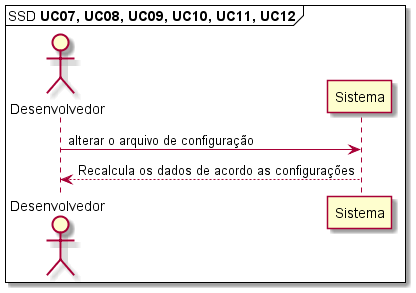 SSD UC07, UC08, UC09, UC10, UC11, UC12
Desenvolvedor
Sistema
alterar o arquivo de configuração
Recalcula os dados de acordo as configurações
Desenvolvedor
Sistema